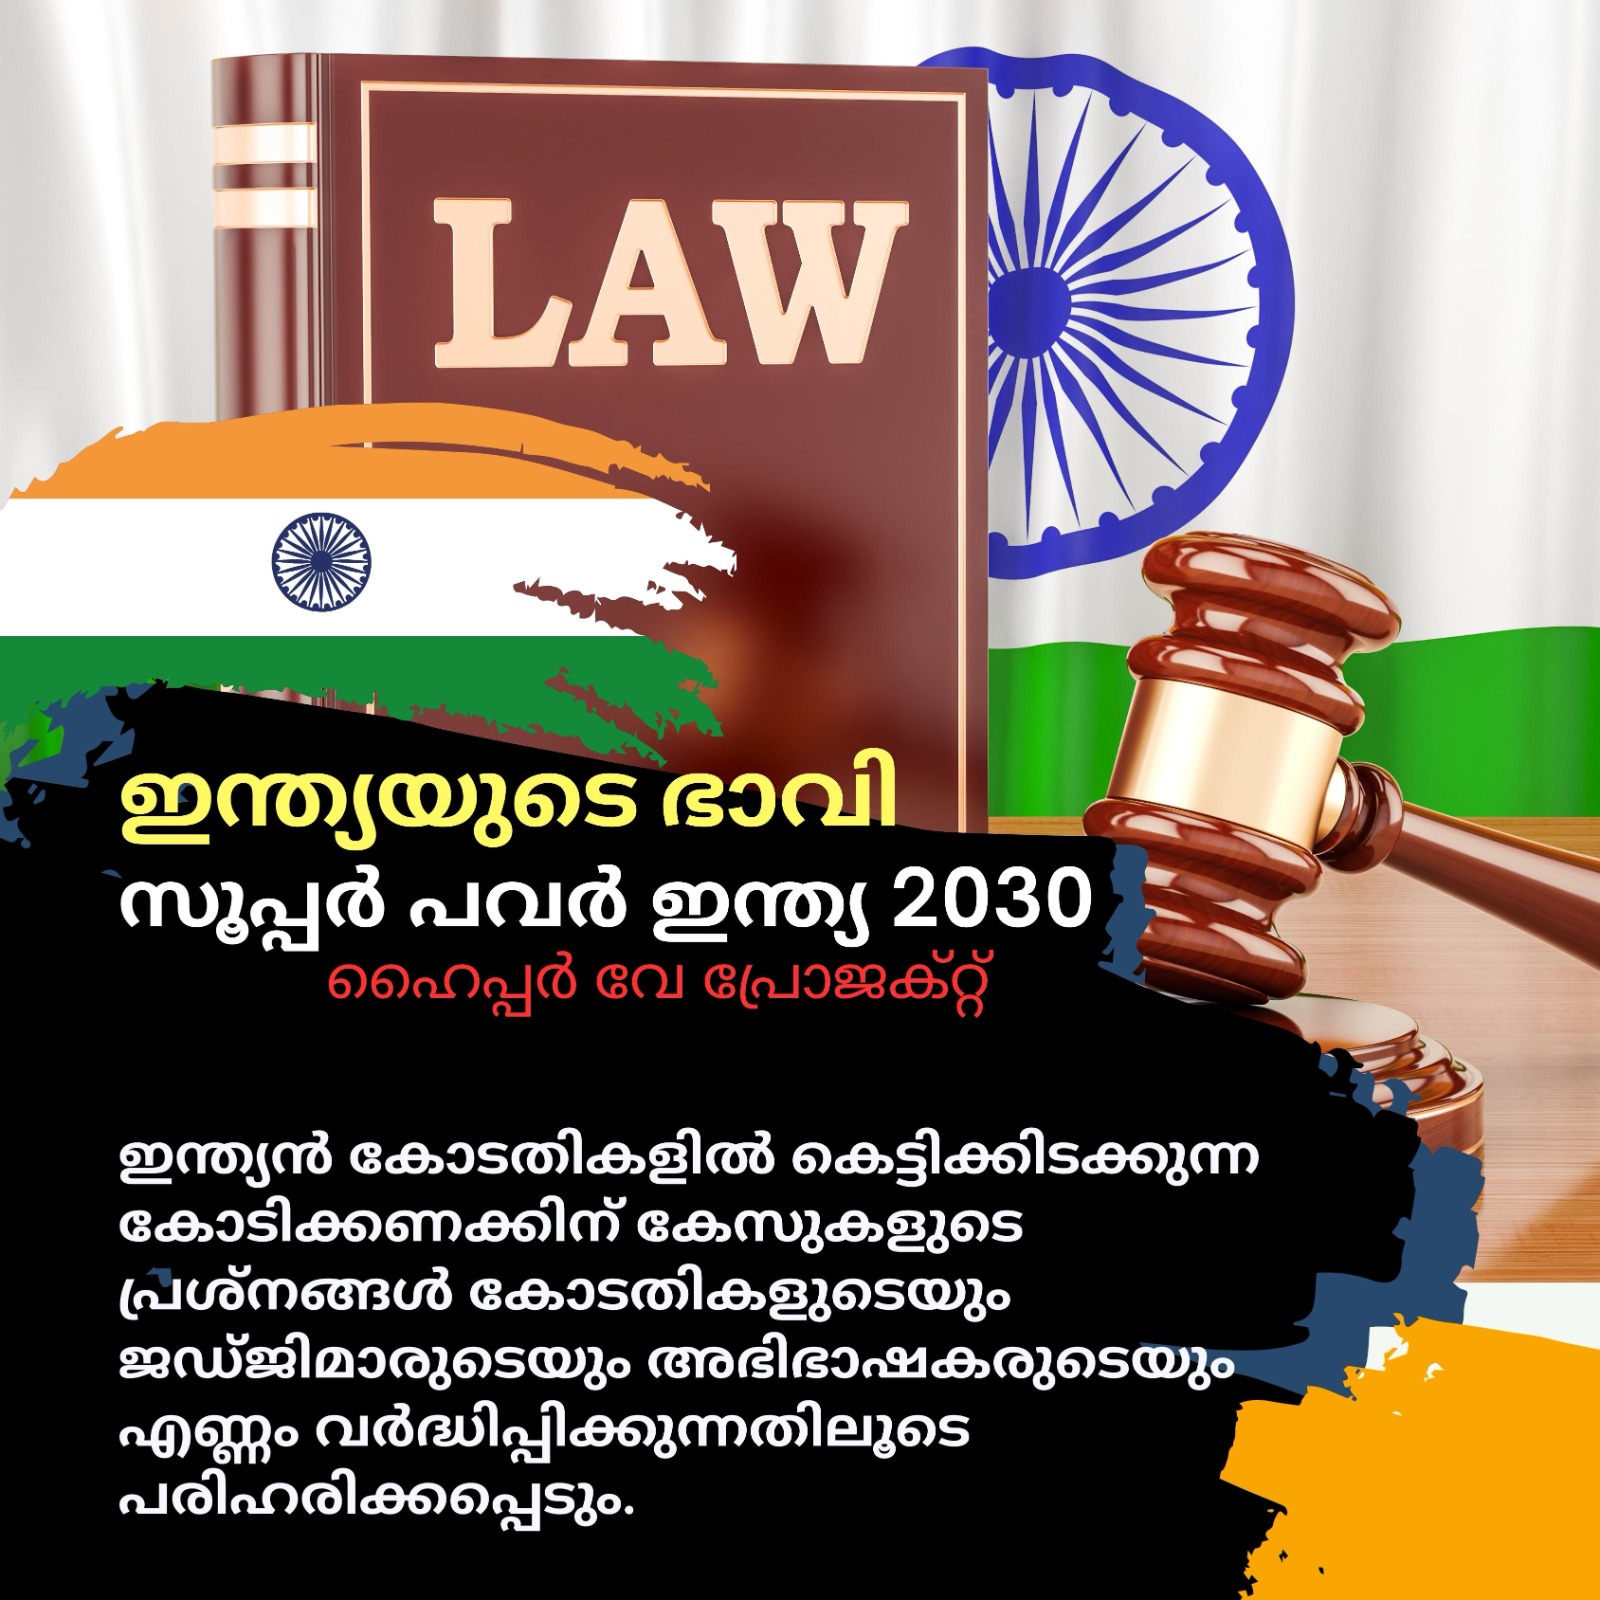 LAW
ഇന്ത്യയുടെ ഭാവി
സൂപ്പർ പവർ ഇന്ത്യ 2030
ഹൈപ്പർ വേ പ്രോജക്റ്റ്
ഇന്ത്യൻ കോടതികളിൽ കെട്ടിക്കിടക്കുന്ന
കോടിക്കണക്കിന് കേസുകളുടെ
പ്രശ്നങ്ങൾ കോടതികളുടെയും
ജഡ്ജിമാരുടെയും അഭിഭാഷകരുടെയും
എണ്ണം വർദ്ധിപ്പിക്കുന്നതിലൂടെ
പരിഹരിക്കപ്പെടും.